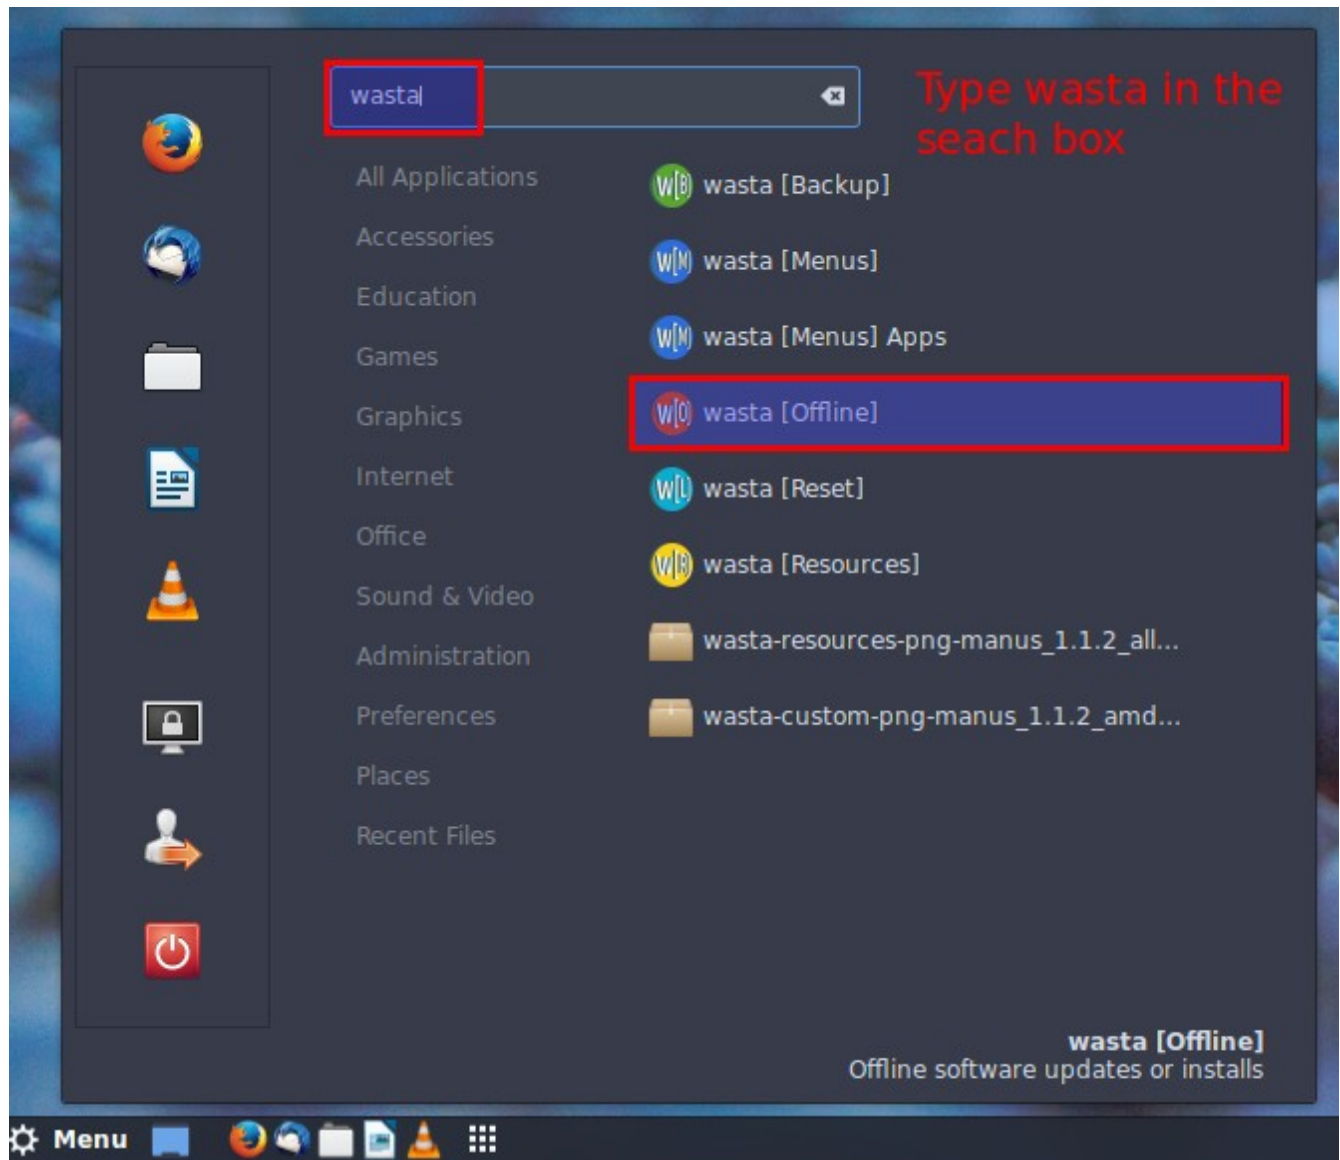 wasta
Type wasta in the
seach box
All Applications
Accessories
Education
Games
Graphics
Internet
Office
Sound & Video
Administration
Preferences
Places
Recent Files
W[B] wasta [Backup]
W[M] wasta [Menus]
W[M] wasta [Menus] Apps
W[O] wasta [Offline]
W[L] wasta [Reset]
W[R] wasta [Resources]
wasta-resources-png-manus_1.1.2_all...
wasta-custom-png-manus_1.1.2_amd...
wasta [Offline]
Offline software updates or installs
Menu